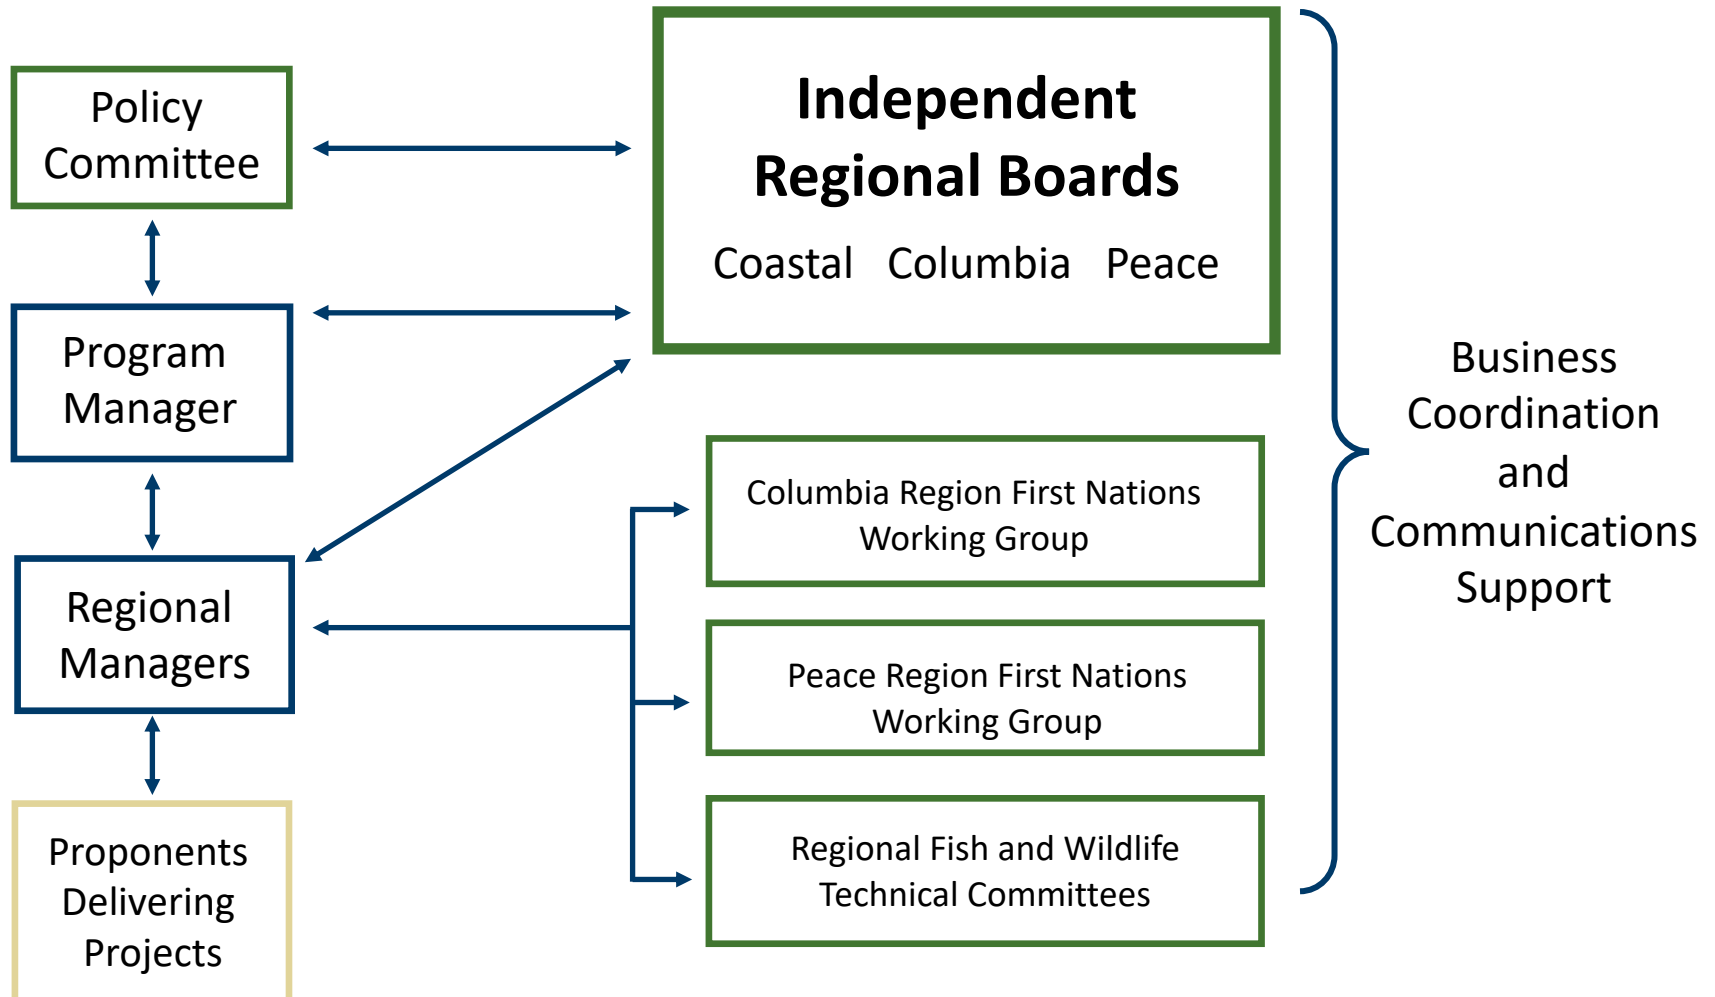 Policy
Committee
Independent
Regional Boards
Coastal Columbia Peace
Program
Manager
Regional
Managers
Proponents
Delivering
Projects
Columbia Region First Nations
Working Group
Peace Region First Nations
Working Group
Regional Fish and Wildlife
Technical Committees
Business
Coordination
and
Communications
Support